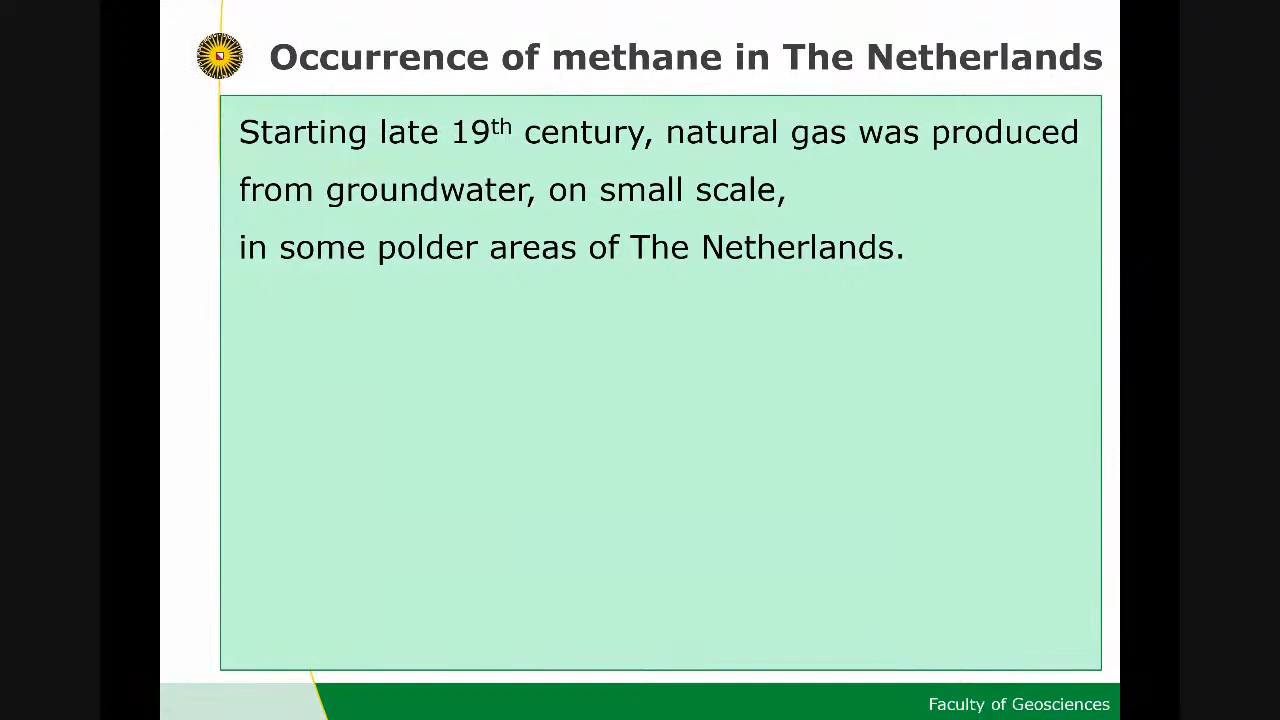 Occurrence of methane in The Netherlands
Starting late 19th century, natural gas was produced
from groundwater, on small scale,
in some polder areas of The Netherlands.
Faculty of Geosciences